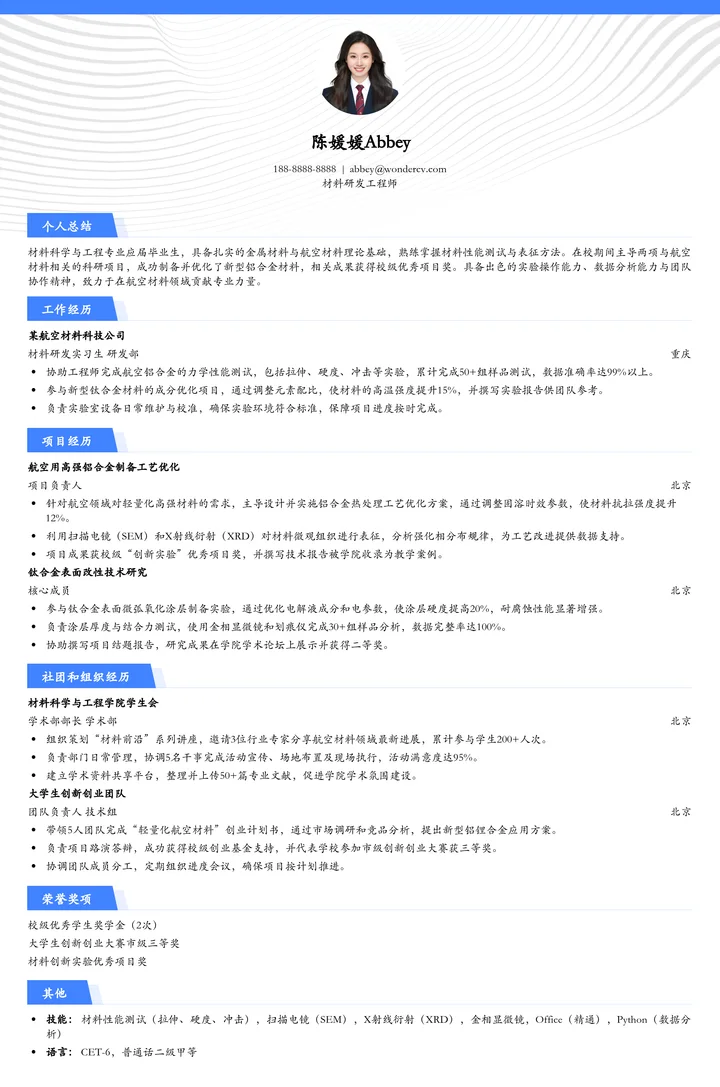 陈媛媛Abbey
188-8888-8888 | abbey@wondercv.com
材料研发工程师
个人总结
材料科学与工程专业应届毕业生，具备扎实的金属材料与航空材料理论基础，熟练掌握材料性能测试与表征方法。在校期间主导两项与航空
材料相关的科研项目，成功制备并优化了新型铝合金材料，相关成果获得校级优秀项目奖。具备出色的实验操作能力、数据分析能力与团队
协作精神，致力于在航空材料领域贡献专业力量。
工作经历
某航空材料科技公司
材料研发实习生 研发部 重庆
• 协助工程师完成航空铝合金的力学性能测试，包括拉伸、硬度、冲击等实验，累计完成50+组样品测试，数据准确率达99%以上。
• 参与新型钛合金材料的成分优化项目，通过调整元素配比，使材料的高温强度提升15%，并撰写实验报告供团队参考。
• 负责实验室设备日常维护与校准，确保实验环境符合标准，保障项目进度按时完成。
项目经历
航空用高强铝合金制备工艺优化
项目负责人 北京
• 针对航空领域对轻量化高强材料的需求，主导设计并实施铝合金热处理工艺优化方案，通过调整固溶时效参数，使材料抗拉强度提升
12%。
• 利用扫描电镜（SEM）和X射线衍射（XRD）对材料微观组织进行表征，分析强化相分布规律，为工艺改进提供数据支持。
• 项目成果获校级“创新实验”优秀项目奖，并撰写技术报告被学院收录为教学案例。
钛合金表面改性技术研究
核心成员 北京
• 参与钛合金表面微弧氧化涂层制备实验，通过优化电解液成分和电参数，使涂层硬度提高20%，耐腐蚀性能显著增强。
• 负责涂层厚度与结合力测试，使用金相显微镜和划痕仪完成30+组样品分析，数据完整率达100%。
• 协助撰写项目结题报告，研究成果在学院学术论坛上展示并获得二等奖。
社团和组织经历
材料科学与工程学院学生会
学术部部长 学术部 北京
• 组织策划“材料前沿”系列讲座，邀请3位行业专家分享航空材料领域最新进展，累计参与学生200+人次。
• 负责部门日常管理，协调5名干事完成活动宣传、场地布置及现场执行，活动满意度达95%。
• 建立学术资料共享平台，整理并上传50+篇专业文献，促进学院学术氛围建设。
大学生创新创业团队
团队负责人 技术组 北京
• 带领5人团队完成“轻量化航空材料”创业计划书，通过市场调研和竞品分析，提出新型铝锂合金应用方案。
• 负责项目路演答辩，成功获得校级创业基金支持，并代表学校参加市级创新创业大赛获三等奖。
• 协调团队成员分工，定期组织进度会议，确保项目按计划推进。
荣誉奖项
校级优秀学生奖学金（2次）
大学生创新创业大赛市级三等奖
材料创新实验优秀项目奖
其他
• 技能： 材料性能测试（拉伸、硬度、冲击），扫描电镜（SEM），X射线衍射（XRD），金相显微镜，Office（精通），Python（数据分
析）
• 语言： CET-6，普通话二级甲等